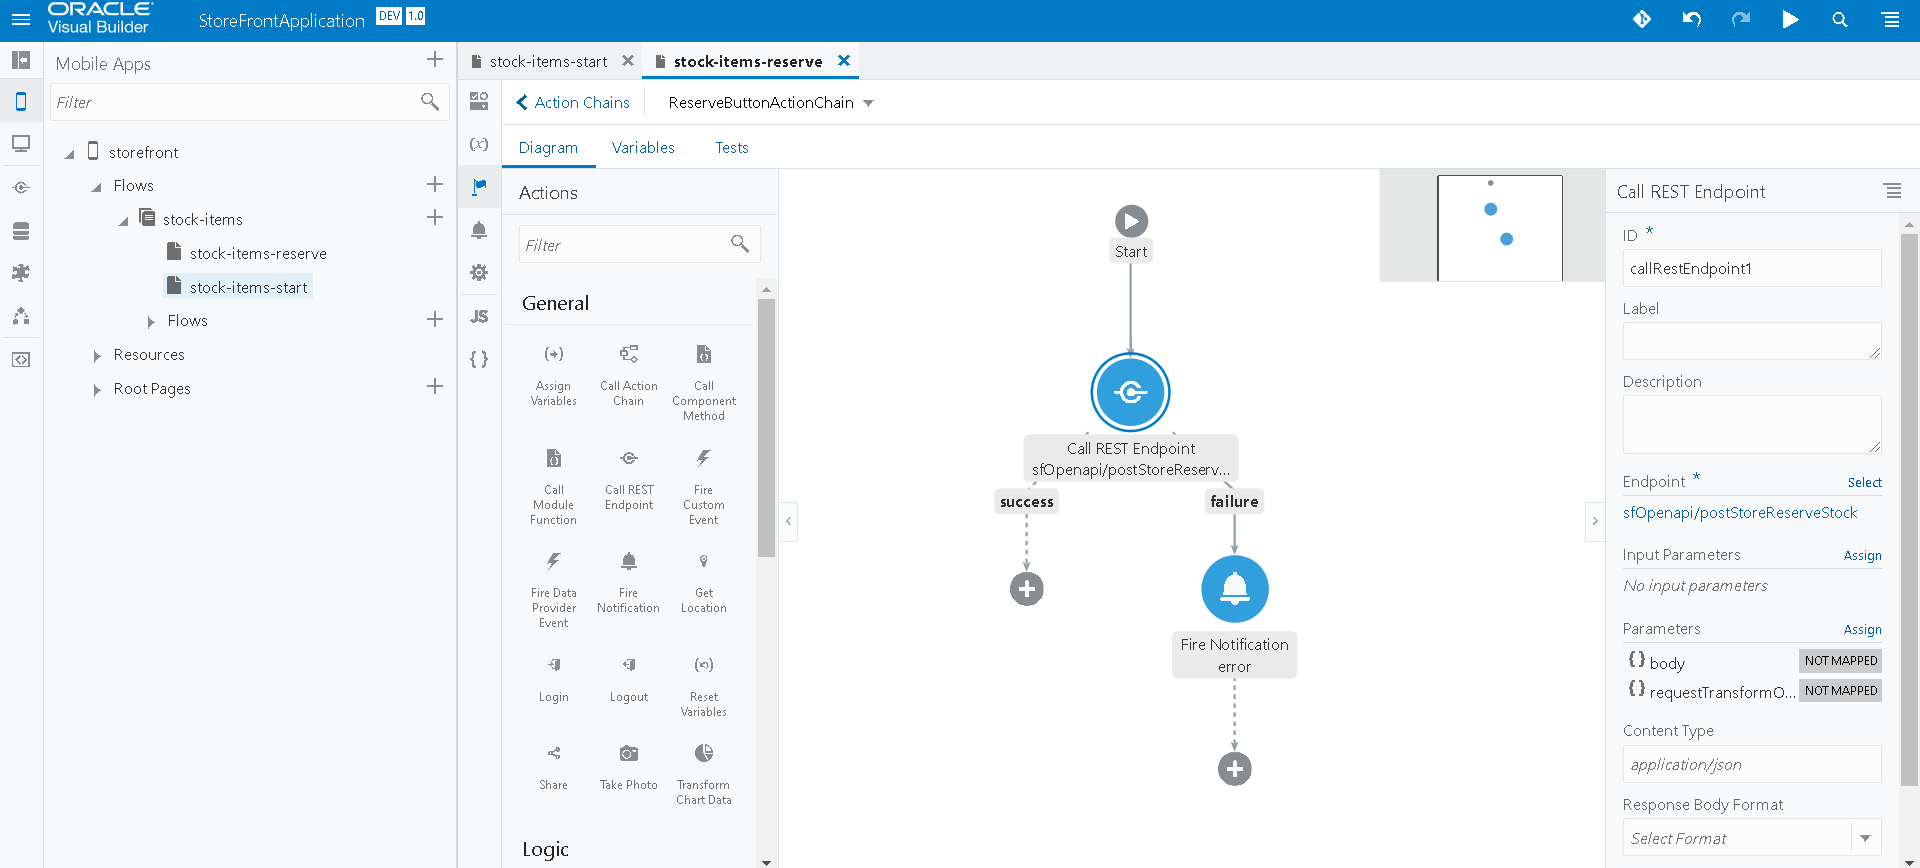 ORACLE
Visual Builder
StoreFrontApplication DEV 1.0
Mobile Apps
Filter
storefront
Flows
stock-items
stock-items-reserve
stock-items-start
Flows
Resources
Root Pages
stock-items-start
stock-items-reserve
Action Chains
ReserveButtonActionChain
Diagram
Variables
Tests
(x)
JS
{ }
Actions
Filter
General
Assign
Variables
Call Action
Chain
Call
Component
Method
Call
Module
Function
Call REST
Endpoint
Fire
Custom
Event
Fire Data
Provider
Event
Fire
Notification
Get
Location
Login
Logout
Reset
Variables
Share
Take Photo
Transform
Chart Data
Logic
Start
Call REST Endpoint
sfOpenapi/postStoreReserv...
success
failure
Fire Notification
error
Call REST Endpoint
ID *
callRestEndpoint1
Label
Description
Endpoint * Select
sfOpenapi/postStoreReserveStock
Input Parameters Assign
No input parameters
Parameters Assign
{} body NOT MAPPED
{} requestTransformO... NOT MAPPED
Content Type
application/json
Response Body Format
Select Format